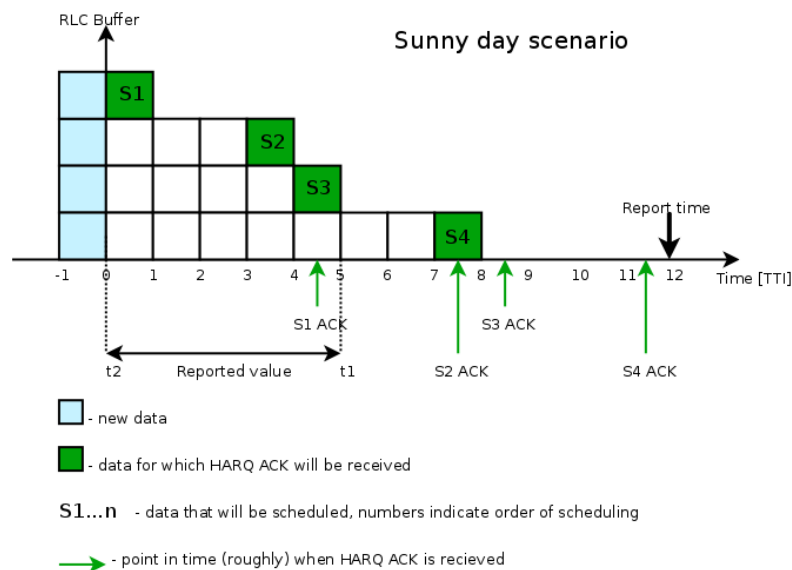 RLC Buffer
Sunny day scenario
S1
S2
S3
S4
Report time
-1 0 1 2 3 4 5 6 7 8 9 10 11 12
Time [TTI]
S1 ACK
S3 ACK
t2 Reported value t1
S2 ACK
S4 ACK
- new data
- data for which HARQ ACK will be received
S1...n - data that will be scheduled, numbers indicate order of scheduling
- point in time (roughly) when HARQ ACK is recieved